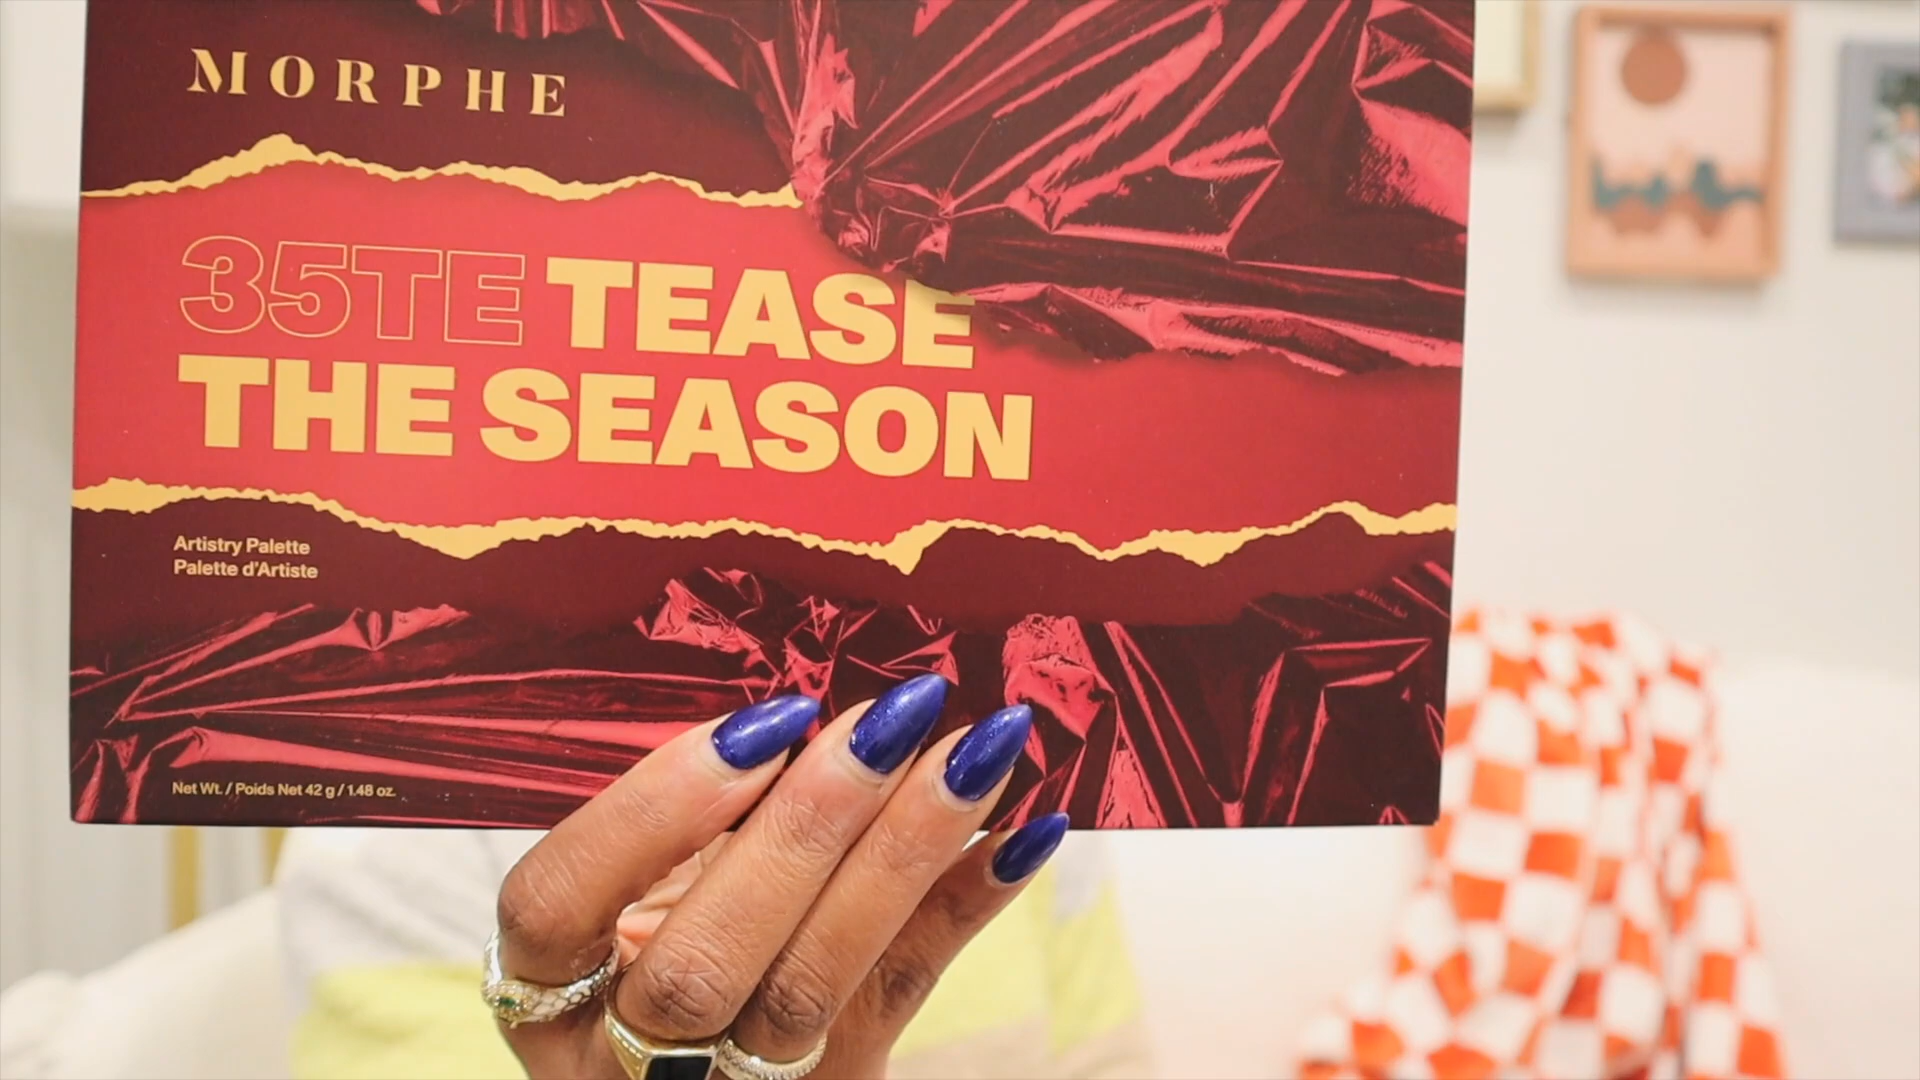 MORPHE
35TE TEASE
THE SEASON
Artistry Palette
Palette d'Artiste
Net Wt. / Poids Net 42 g / 1.48 oz.